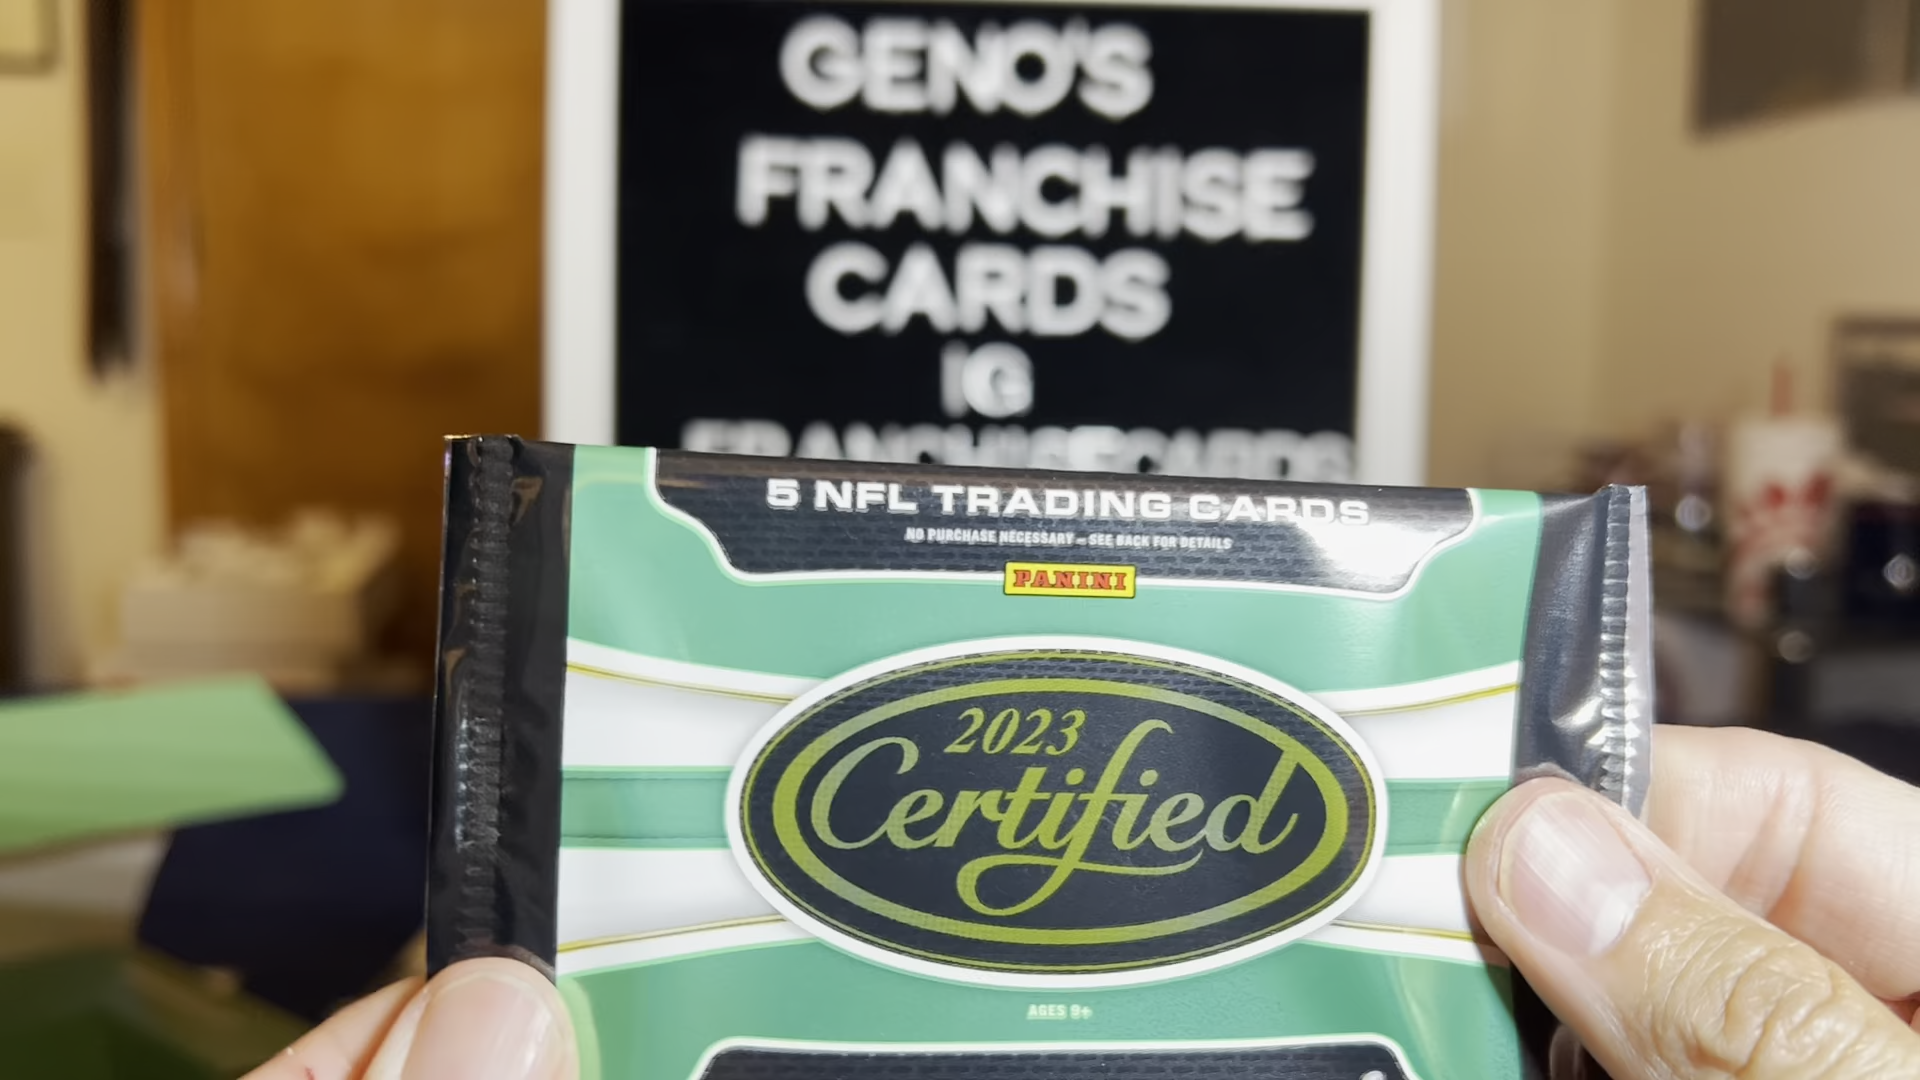 GENO'S
FRANCHISE
CARDS
IG
FRANCHISECARDS
5 NFL TRADING CARDS
NO PURCHASE NECESSARY – SEE BACK FOR DETAILS
PANINI
2023
Certified
AGES 9+